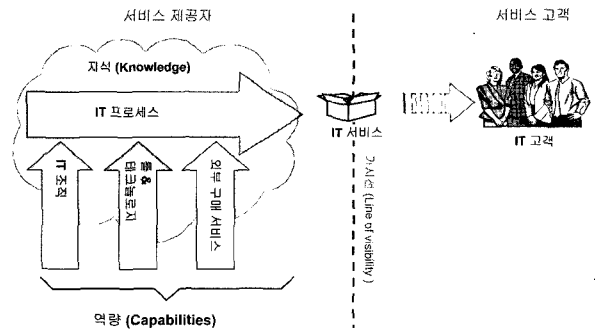 서비스 제공자
서비스 고객
지식 (Knowledge)
IT 프로세스
IT 서비스
IT 고객
IT 조직
툴 &
테크놀로지
외부 구매 서비스
가시선 (Line of visibility)
역량 (Capabilities)